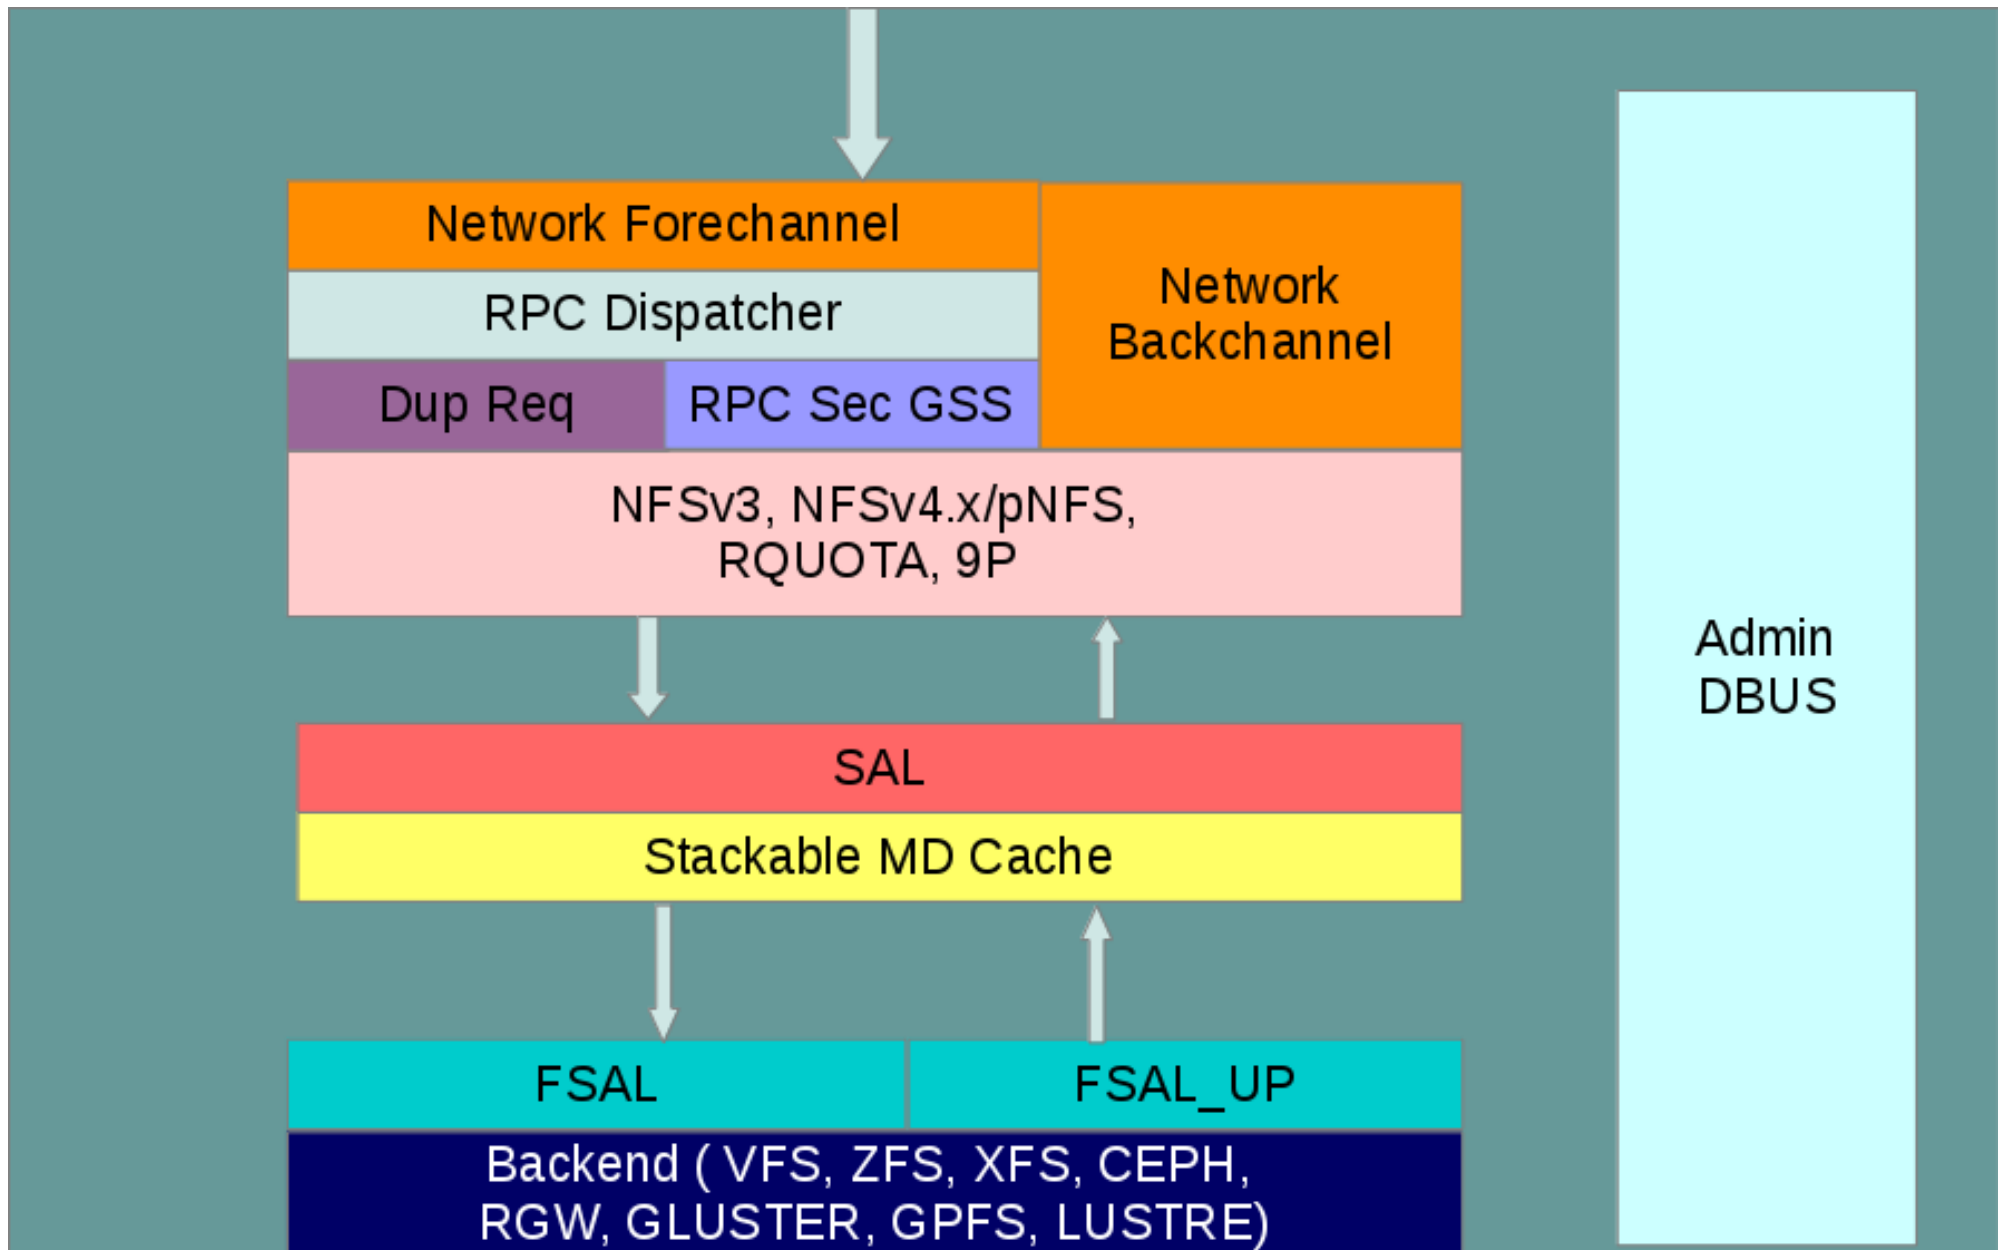 Network Forechannel
RPC Dispatcher
Dup Req
RPC Sec GSS
Network
Backchannel
NFSv3, NFSv4.x/pNFS,
RQUOTA, 9P
SAL
Stackable MD Cache
FSAL
FSAL_UP
Backend ( VFS, ZFS, XFS, CEPH,
RGW, GLUSTER, GPFS, LUSTRE)
Admin
DBUS